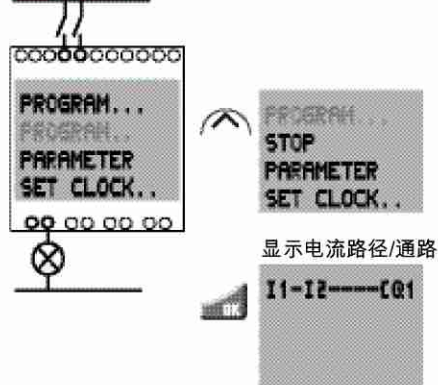 PROGRAM...
PROGRAM..
PARAMETER
SET CLOCK..
PROGRAM...
STOP
PARAMETER
SET CLOCK..
显示电流路径/通路
OK
I1-I2----[Q1